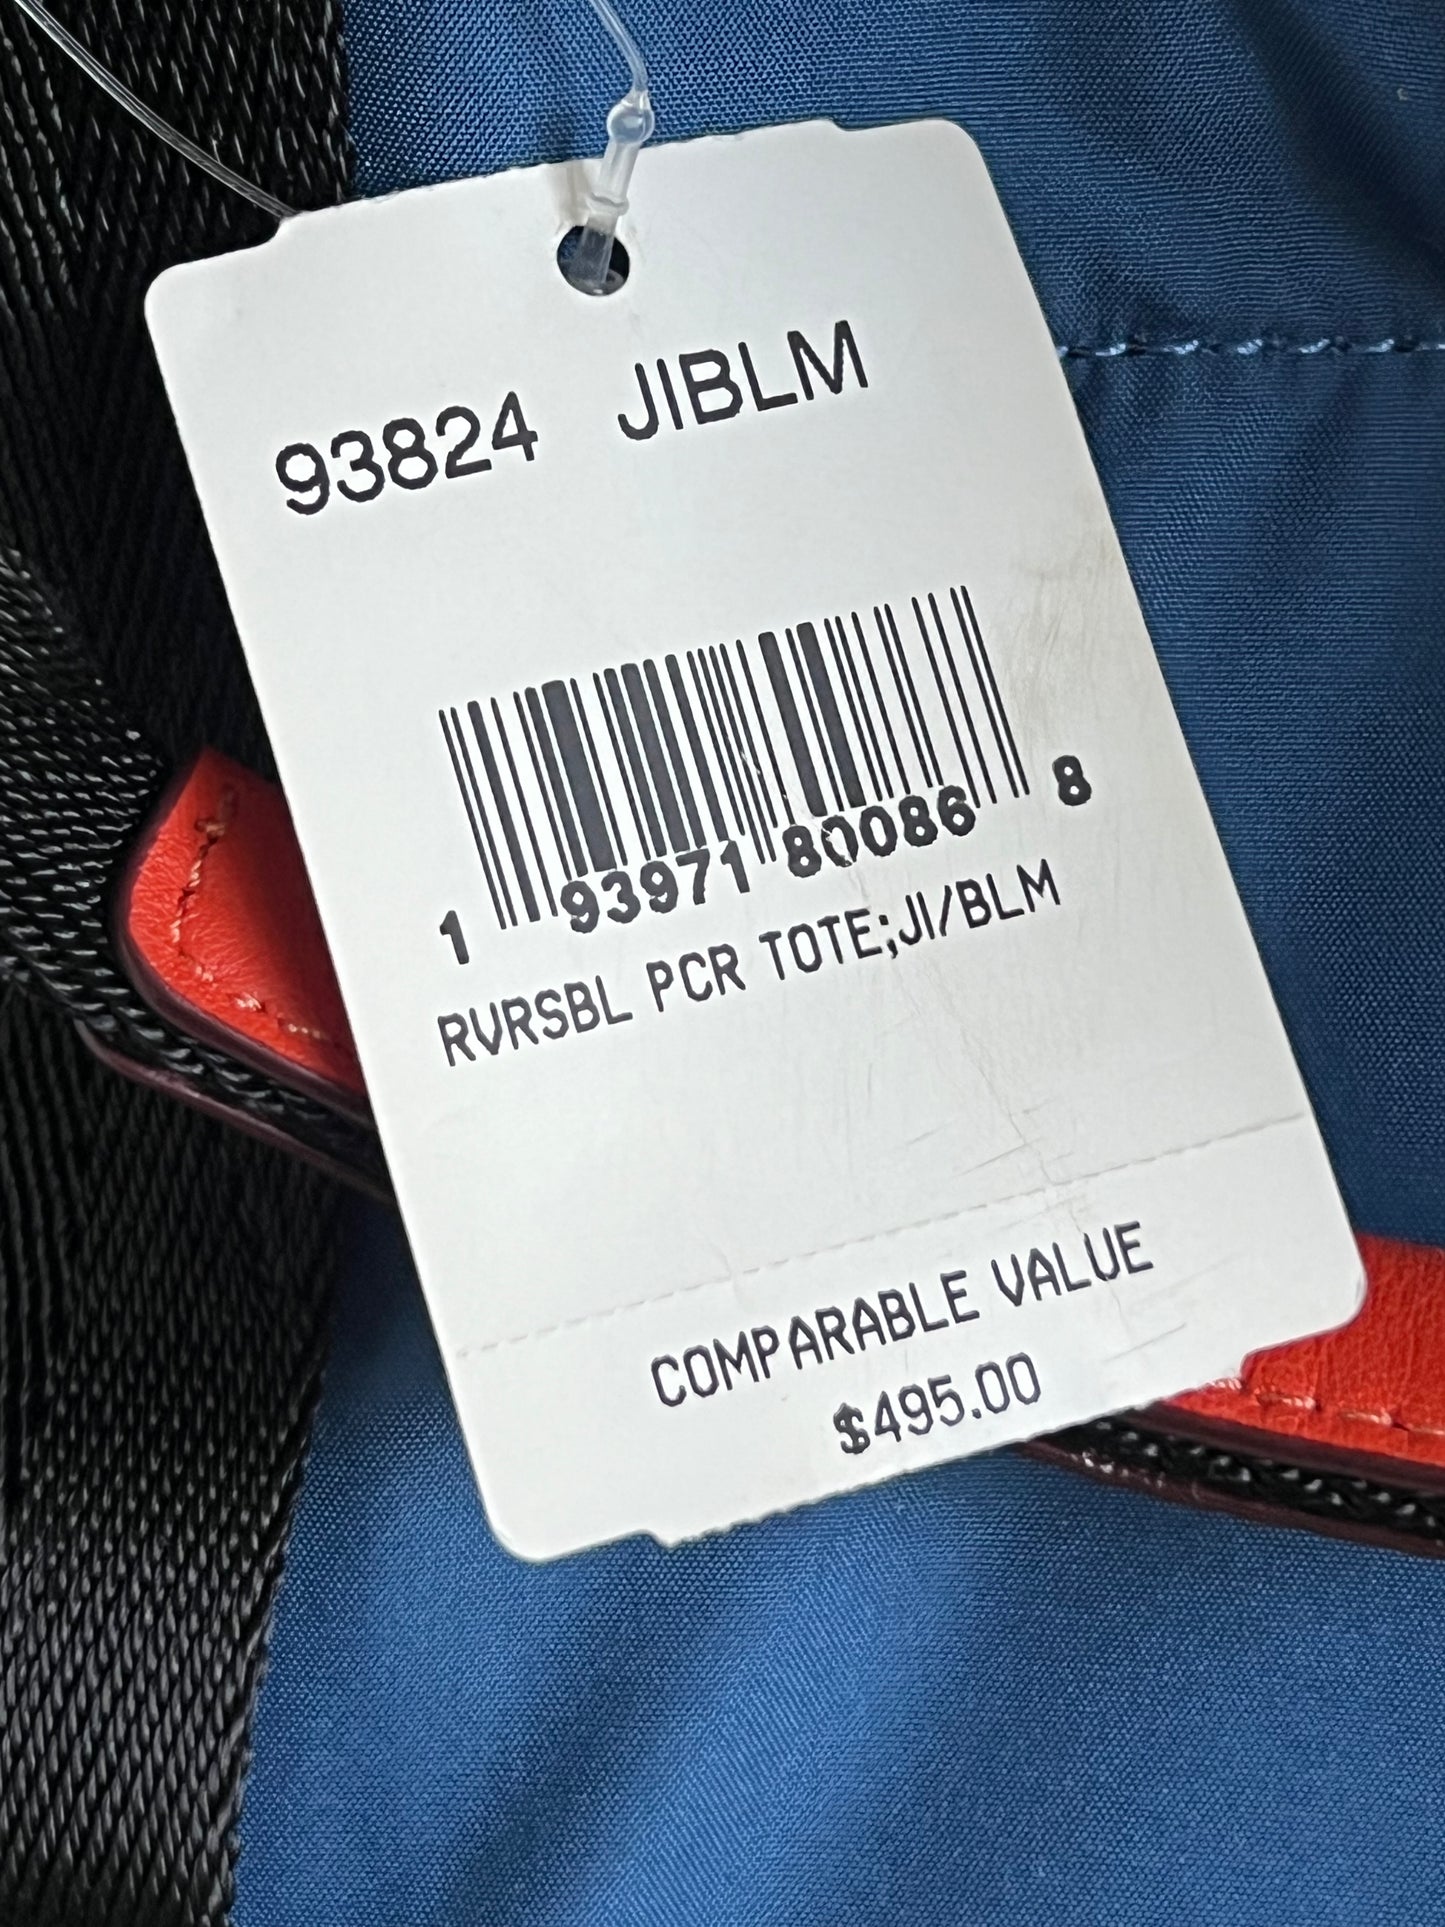 93824 JIBLM
1 93971 80086 8
RVRSBL PCR TOTE;JI/BLM
COMPARABLE VALUE
$495.00